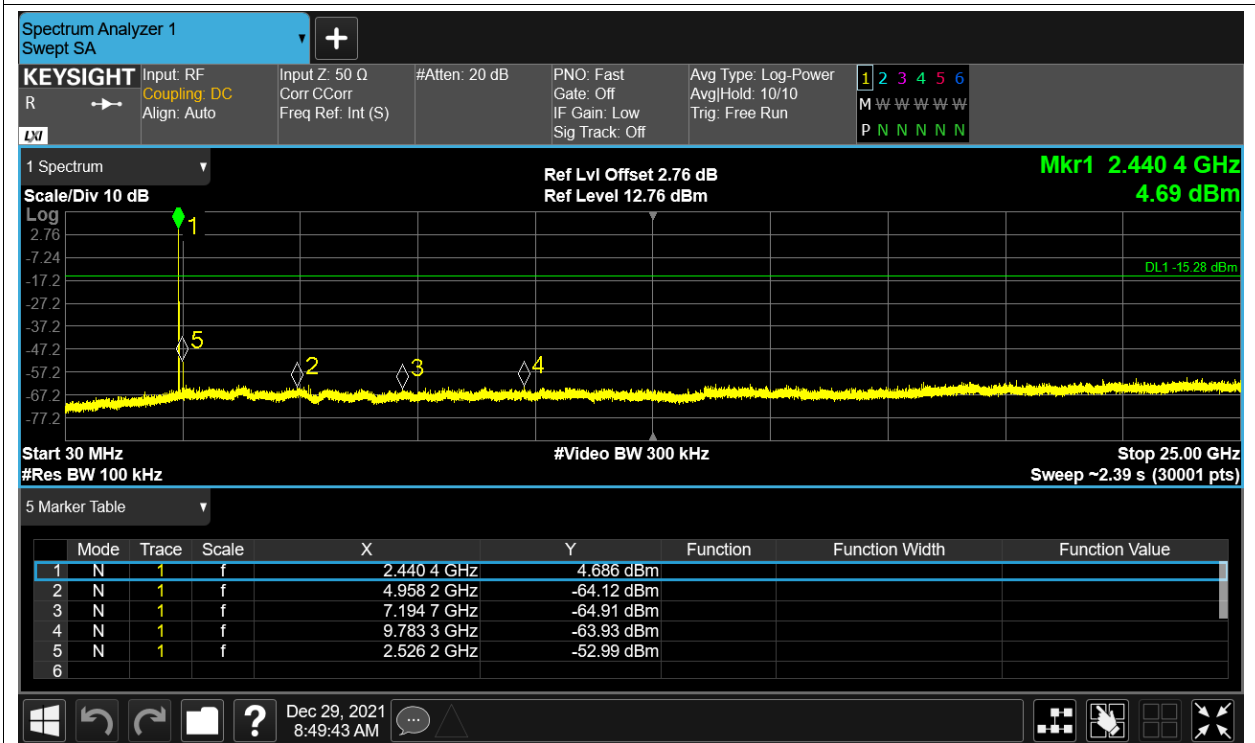 Spectrum Analyzer 1
Swept SA
KEYSIGHT
R
LXI
Input: RF
Coupling: DC
Align: Auto
Input Z: 50 Ω
Corr CCorr
Freq Ref: Int (S)
#Atten: 20 dB
PNO: Fast
Gate: Off
IF Gain: Low
Sig Track: Off
Avg Type: Log-Power
Avg|Hold: 10/10
Trig: Free Run
1 2 3 4 5 6
M W W W W W W
P N N N N N N
1 Spectrum
Scale/Div 10 dB
Ref Lvl Offset 2.76 dB
Ref Level 12.76 dBm
Mkr1 2.440 4 GHz
4.69 dBm
Log
2.76
-7.24
-17.2
-27.2
-37.2
-47.2
-57.2
-67.2
-77.2
1
DL1 -15.28 dBm
5
2
3
4
Start 30 MHz
#Res BW 100 kHz
#Video BW 300 kHz
Stop 25.00 GHz
Sweep ~2.39 s (30001 pts)
5 Marker Table
Mode Trace Scale X Y Function Function Width Function Value
1 N 1 f 2.440 4 GHz 4.686 dBm
2 N 1 f 4.958 2 GHz -64.12 dBm
3 N 1 f 7.194 7 GHz -64.91 dBm
4 N 1 f 9.783 3 GHz -63.93 dBm
5 N 1 f 2.526 2 GHz -52.99 dBm
6
?
Dec 29, 2021
8:49:43 AM